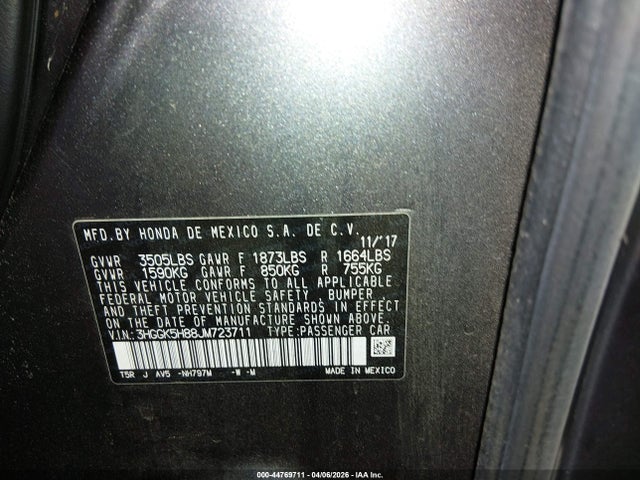 MFD.BY HONDA DE MEXICO S.A. DE C.V.
11/'17
GVWR 3505LBS GAWR F 1873LBS R 1664LBS
GVWR 1590KG GAWR F 850KG R 755KG
THIS VEHICLE CONFORMS TO ALL APPLICABLE
FEDERAL MOTOR VEHICLE SAFETY, BUMPER,
AND THEFT PREVENTION STANDARDS IN EFFECT
ON THE DATE OF MANUFACTURE SHOWN ABOVE.
V.I.N.:3HGGK5H88JM723711 TYPE:PASSENGER CAR
T5R J AV5 -NH797M -W -M MADE IN MEXICO
000-44769711 - 04/06/2026 - IAA Inc.